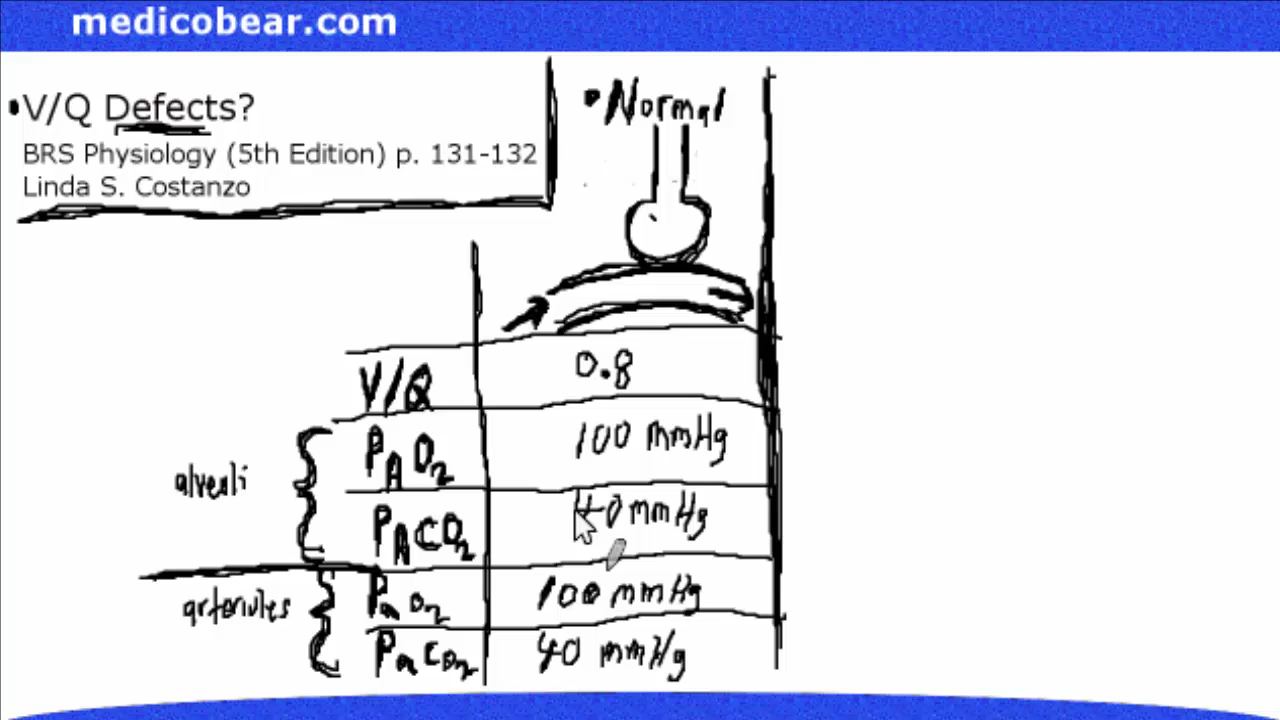 medicobear.com
•V/Q Defects?
BRS Physiology (5th Edition) p. 131-132
Linda S. Costanzo
•Normal
V/Q 0.8
alveoli
PAO2 100 mmHg
PACO2 40 mmHg
arterioles
PaO2 100 mmHg
PaCO2 40 mmHg